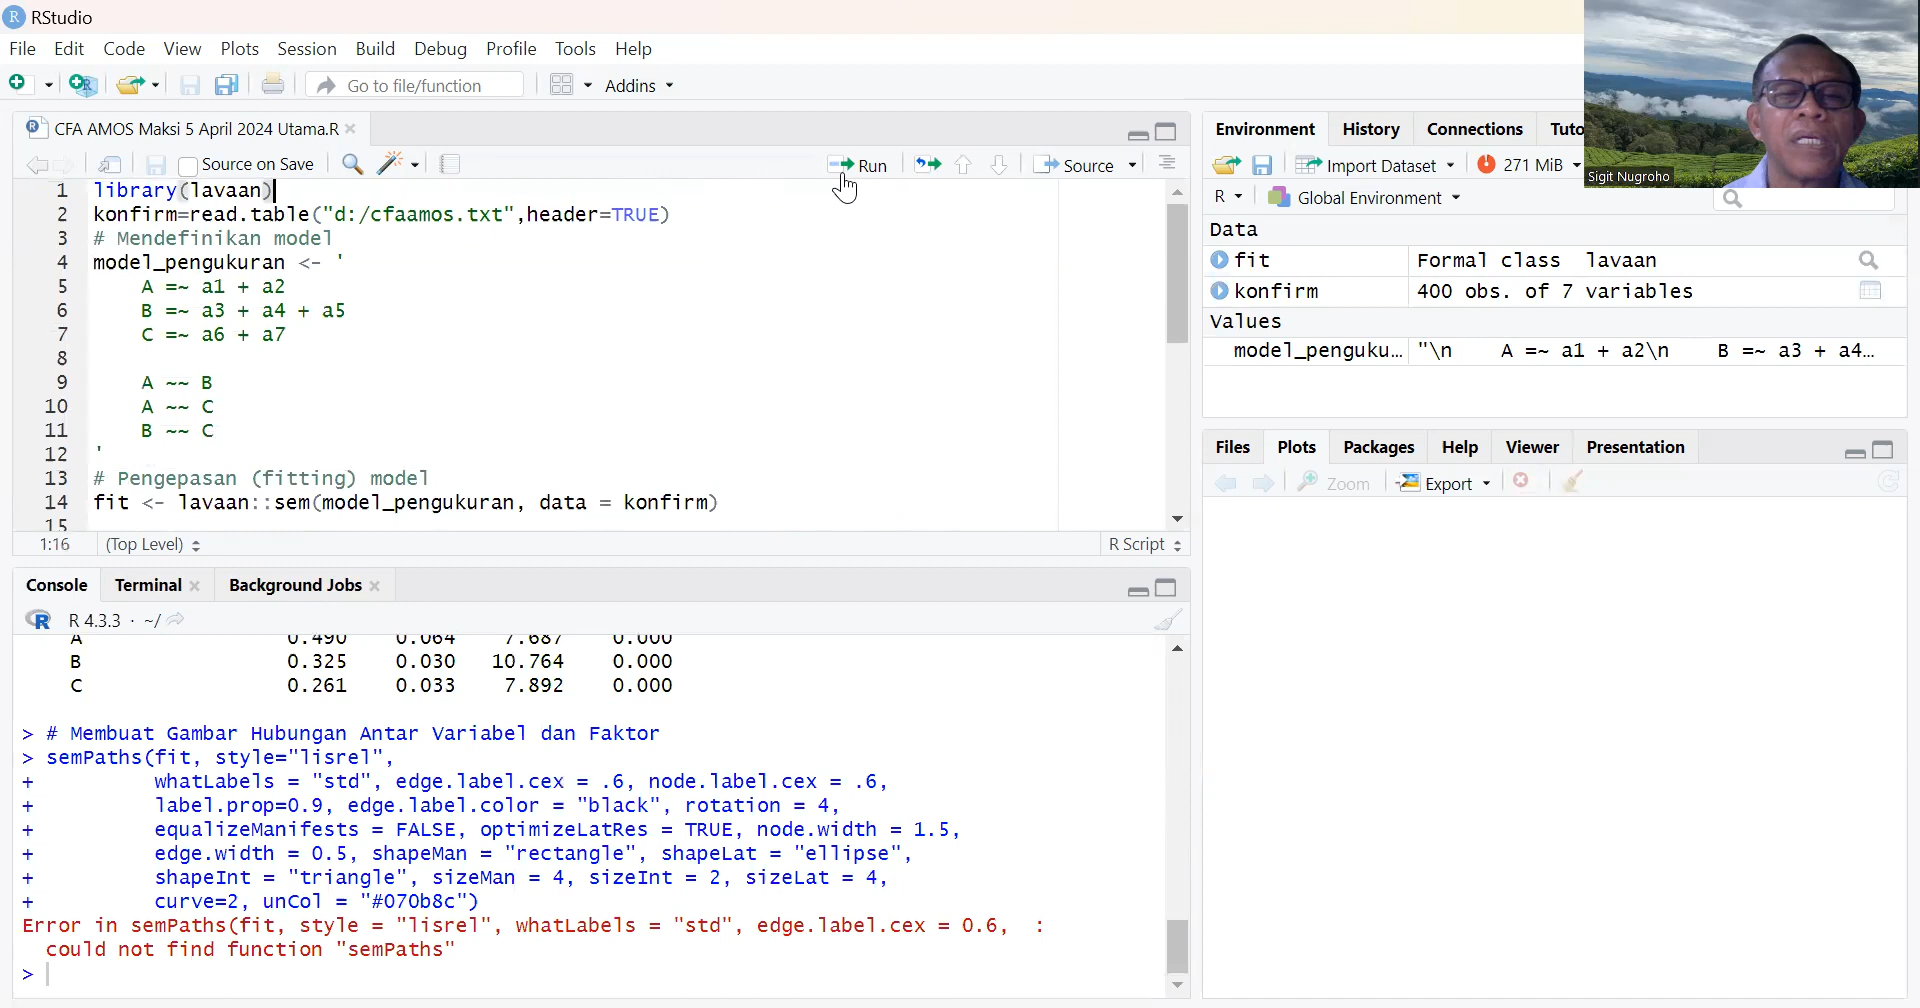 RStudio
File Edit Code View Plots Session Build Debug Profile Tools Help
Go to file/function Addins
CFA AMOS Maksi 5 April 2024 Utama.R
Source on Save Run Source
1 library(lavaan)
2 konfirm=read.table("d:/cfaamos.txt",header=TRUE)
3 # Mendefinikan model
4 model_pengukuran <- '
5 A =~ a1 + a2
6 B =~ a3 + a4 + a5
7 C =~ a6 + a7
8
9 A ~~ B
10 A ~~ C
11 B ~~ C
12 '
13 # Pengepasan (fitting) model
14 fit <- lavaan::sem(model_pengukuran, data = konfirm)
15
1:16 (Top Level) R Script
Console Terminal Background Jobs
R 4.3.3 · ~/
A 0.490 0.064 7.687 0.000
B 0.325 0.030 10.764 0.000
C 0.261 0.033 7.892 0.000
> # Membuat Gambar Hubungan Antar Variabel dan Faktor
> semPaths(fit, style="lisrel",
+ whatLabels = "std", edge.label.cex = .6, node.label.cex = .6,
+ label.prop=0.9, edge.label.color = "black", rotation = 4,
+ equalizeManifests = FALSE, optimizeLatRes = TRUE, node.width = 1.5,
+ edge.width = 0.5, shapeMan = "rectangle", shapeLat = "ellipse",
+ shapeInt = "triangle", sizeMan = 4, sizeInt = 2, sizeLat = 4,
+ curve=2, unCol = "#070b8c")
Error in semPaths(fit, style = "lisrel", whatLabels = "std", edge.label.cex = 0.6, :
could not find function "semPaths"
>
Environment History Connections Tuto
Import Dataset 271 MiB
R Global Environment
Data
fit Formal class lavaan
konfirm 400 obs. of 7 variables
Values
model_penguku… "\n A =~ a1 + a2\n B =~ a3 + a4…
Files Plots Packages Help Viewer Presentation
Zoom Export
Sigit Nugroho